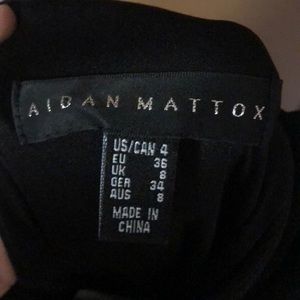 AIDAN MATTOX
US/CAN 4
EU 36
UK 8
GER 34
AUS 8
MADE IN
CHINA